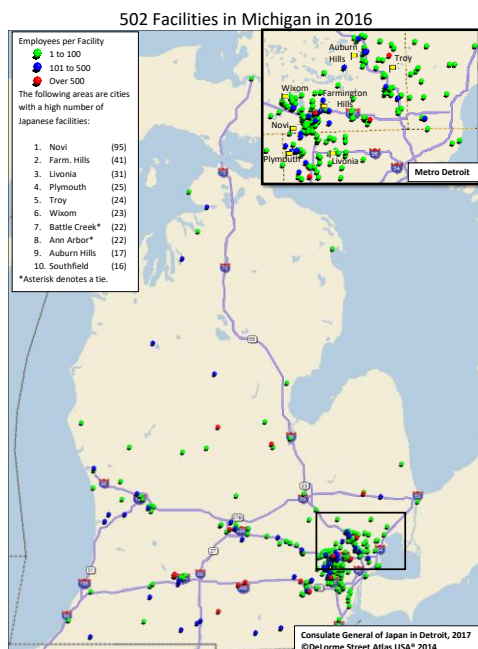 502 Facilities in Michigan in 2016
Employees per Facility
1 to 100
101 to 500
Over 500
The following areas are cities
with a high number of
Japanese facilities:
1. Novi (95)
2. Farm. Hills (41)
3. Livonia (31)
4. Plymouth (25)
5. Troy (24)
6. Wixom (23)
7. Battle Creek* (22)
8. Ann Arbor* (22)
9. Auburn Hills (17)
10. Southfield (16)
*Asterisk denotes a tie.
Auburn
Hills
Troy
Wixom
Farmington
Hills
Novi
Plymouth
Livonia
Metro Detroit
23
27
31
Consulate General of Japan in Detroit, 2017
©DeLorme Street Atlas USA® 2014